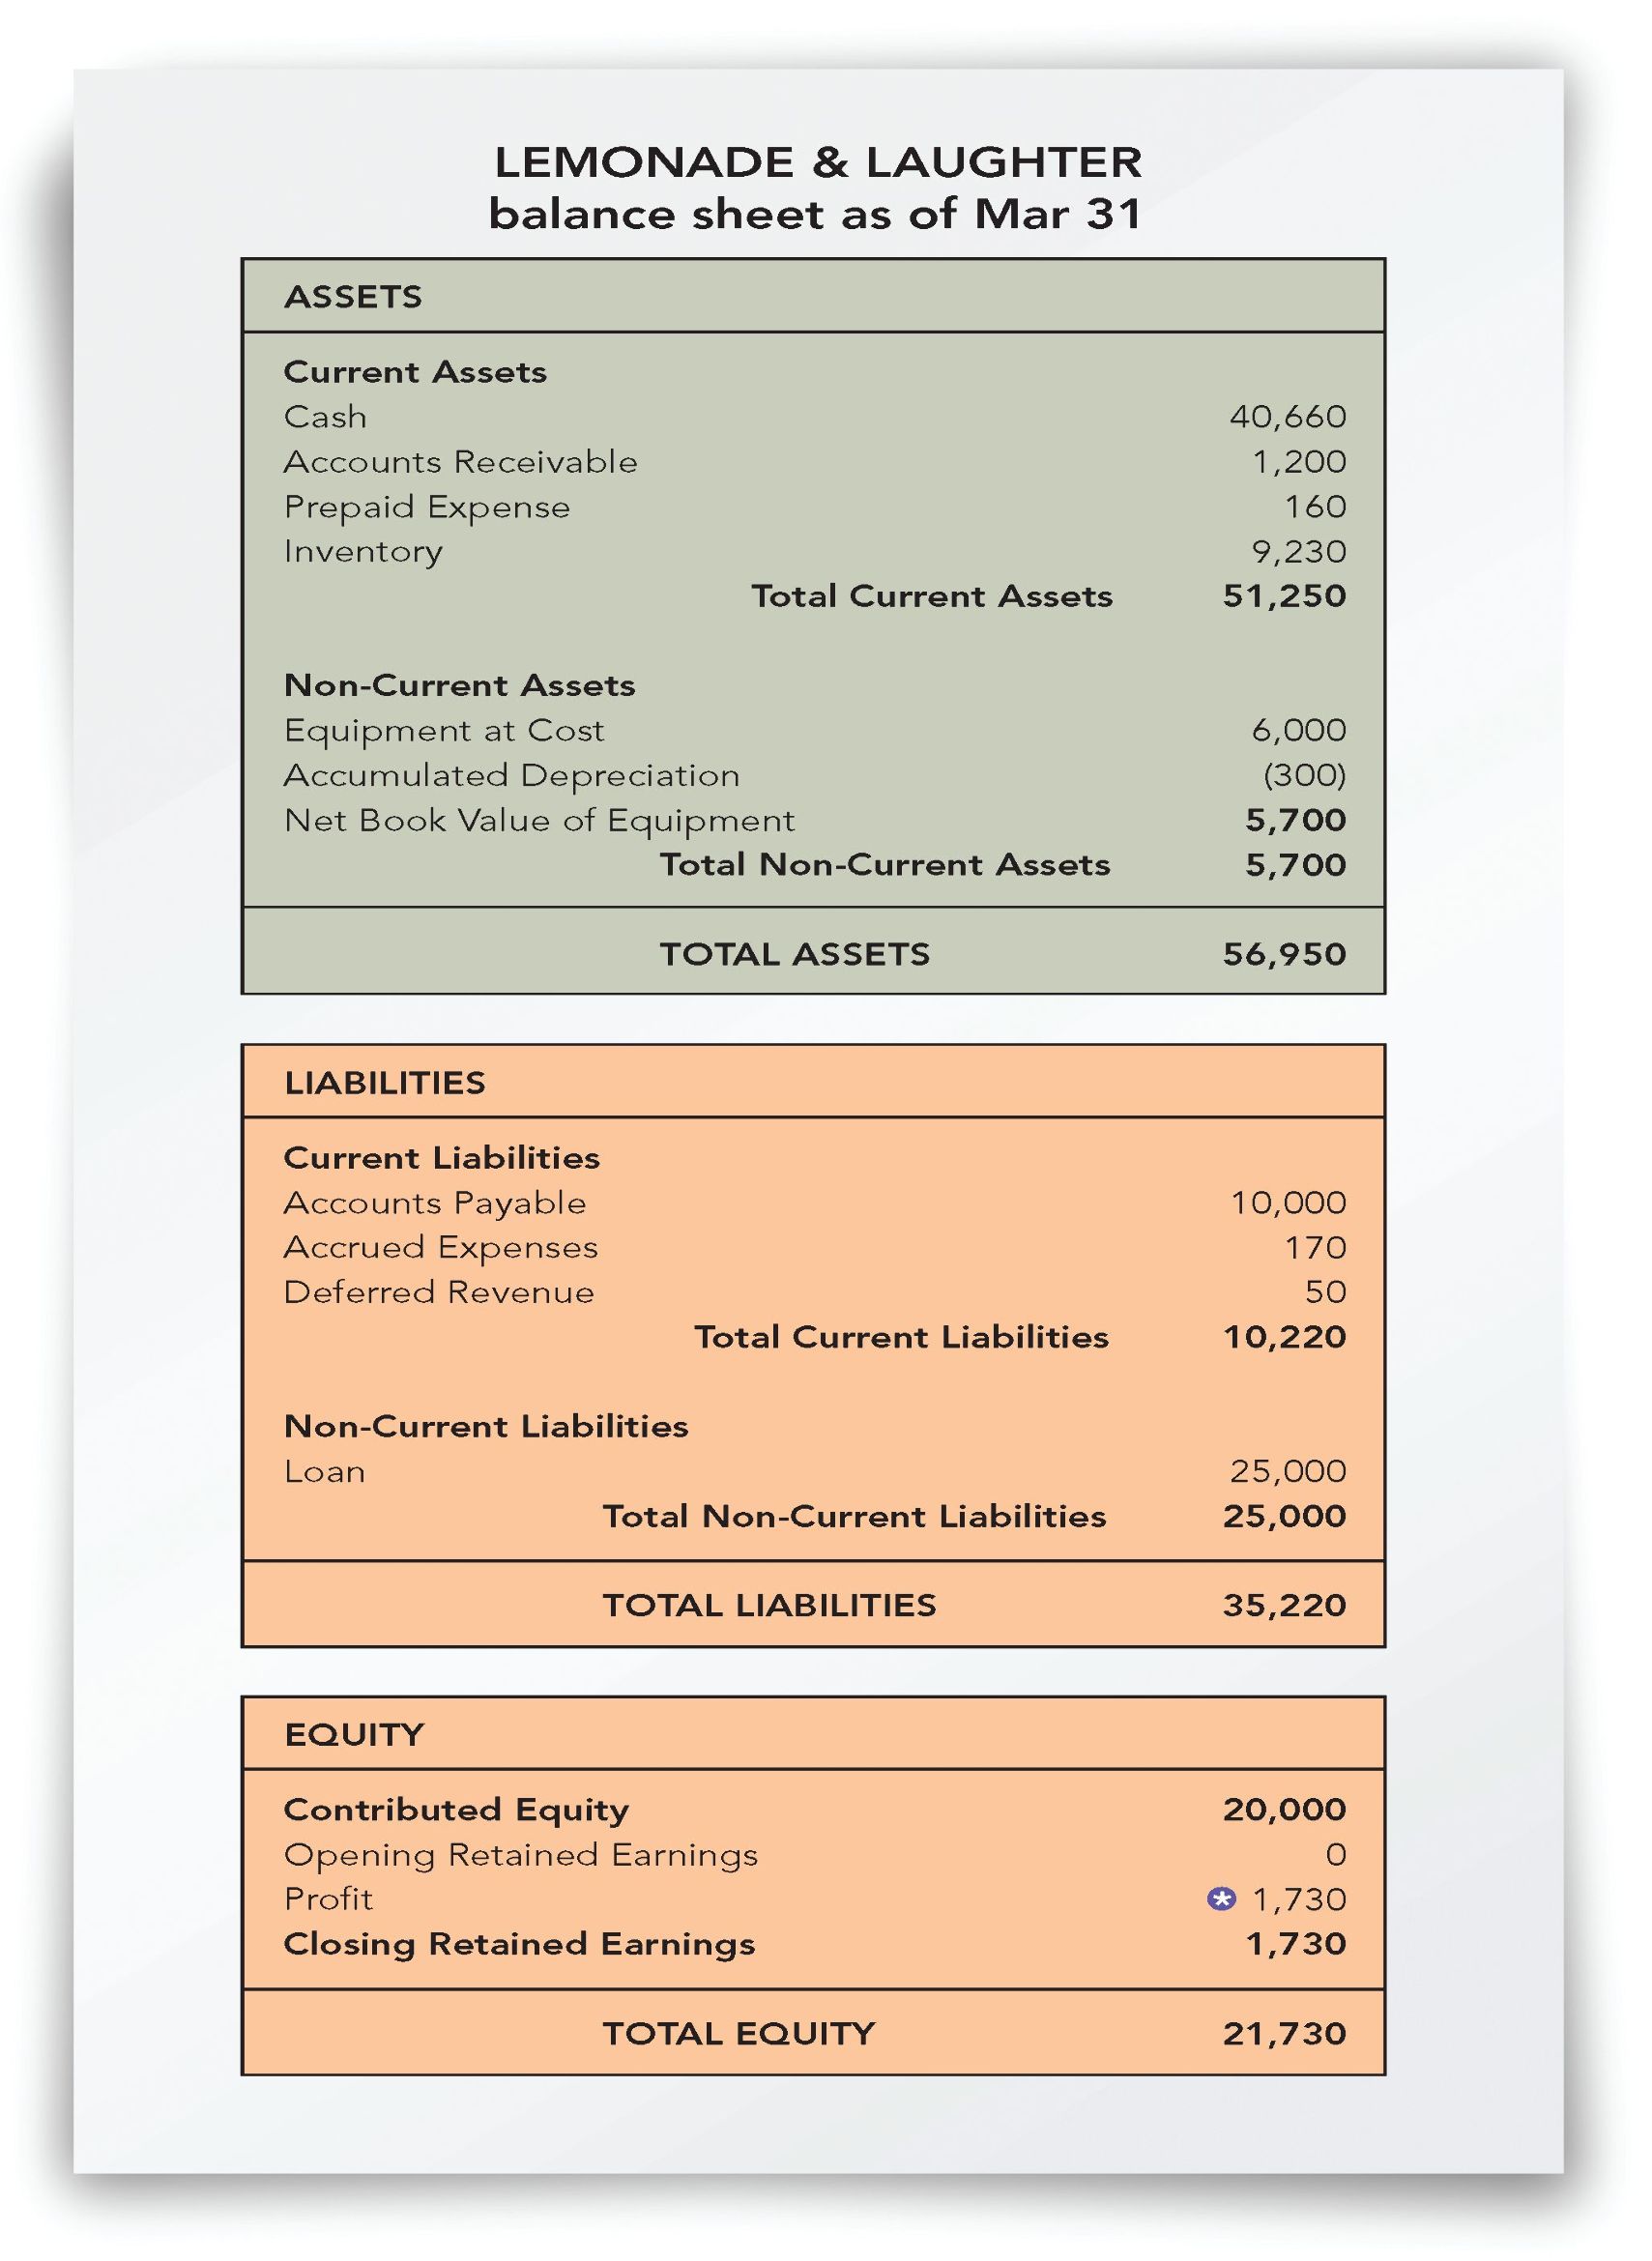 LEMONADE & LAUGHTER
balance sheet as of Mar 31
ASSETS
Current Assets
Cash 40,660
Accounts Receivable 1,200
Prepaid Expense 160
Inventory 9,230
Total Current Assets 51,250
Non-Current Assets
Equipment at Cost 6,000
Accumulated Depreciation (300)
Net Book Value of Equipment 5,700
Total Non-Current Assets 5,700
TOTAL ASSETS 56,950
LIABILITIES
Current Liabilities
Accounts Payable 10,000
Accrued Expenses 170
Deferred Revenue 50
Total Current Liabilities 10,220
Non-Current Liabilities
Loan 25,000
Total Non-Current Liabilities 25,000
TOTAL LIABILITIES 35,220
EQUITY
Contributed Equity 20,000
Opening Retained Earnings 0
Profit * 1,730
Closing Retained Earnings 1,730
TOTAL EQUITY 21,730